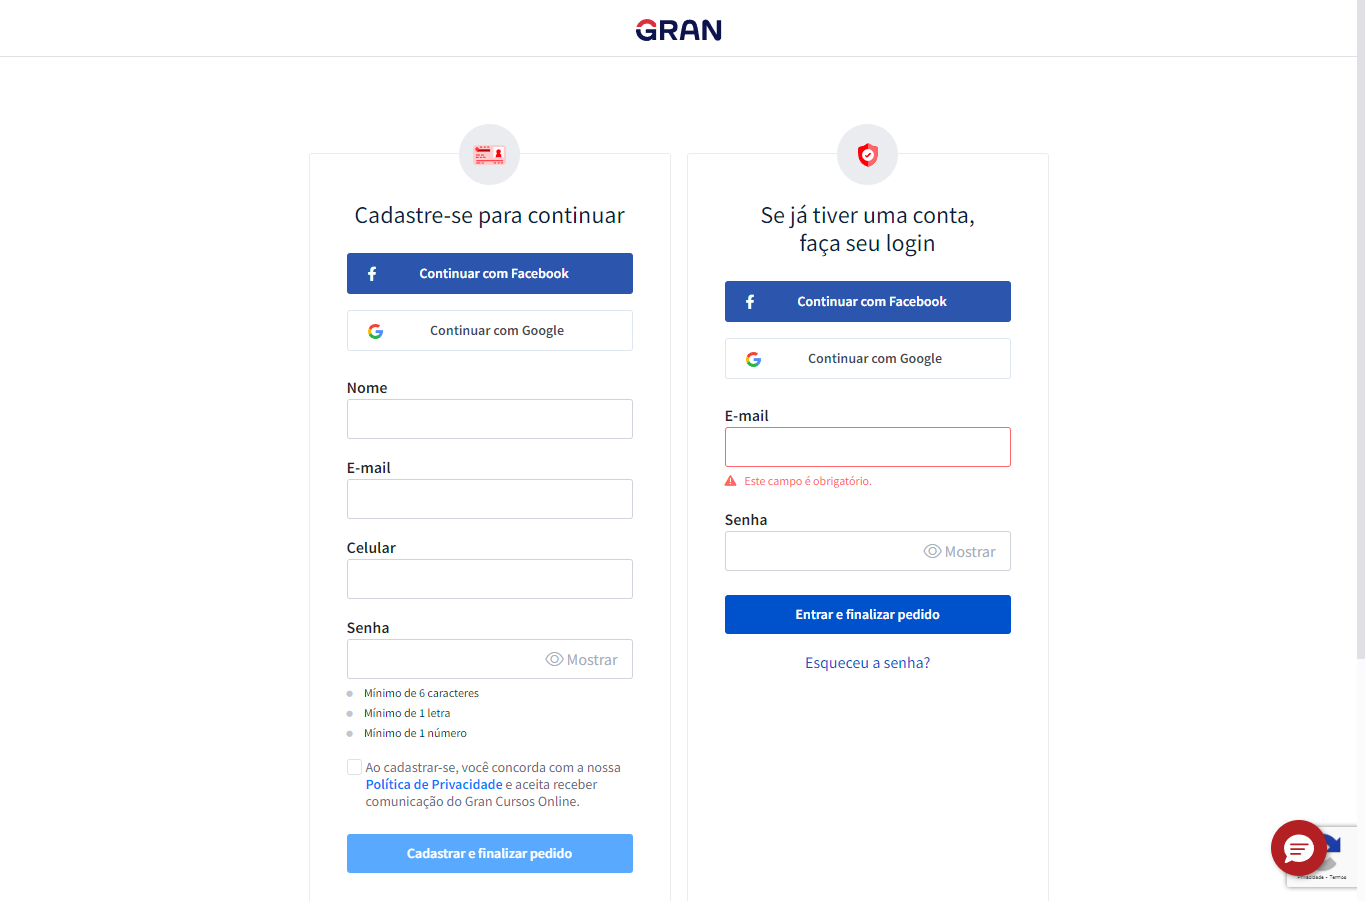 GRAN
Cadastre-se para continuar
Continuar com Facebook
Continuar com Google
Nome
E-mail
Celular
Senha
Mostrar
Mínimo de 6 caracteres
Mínimo de 1 letra
Mínimo de 1 número
Ao cadastrar-se, você concorda com a nossa
Política de Privacidade e aceita receber
comunicação do Gran Cursos Online.
Cadastrar e finalizar pedido
Se já tiver uma conta,
faça seu login
Continuar com Facebook
Continuar com Google
E-mail
Este campo é obrigatório.
Senha
Mostrar
Entrar e finalizar pedido
Esqueceu a senha?
Privacidade - Termos